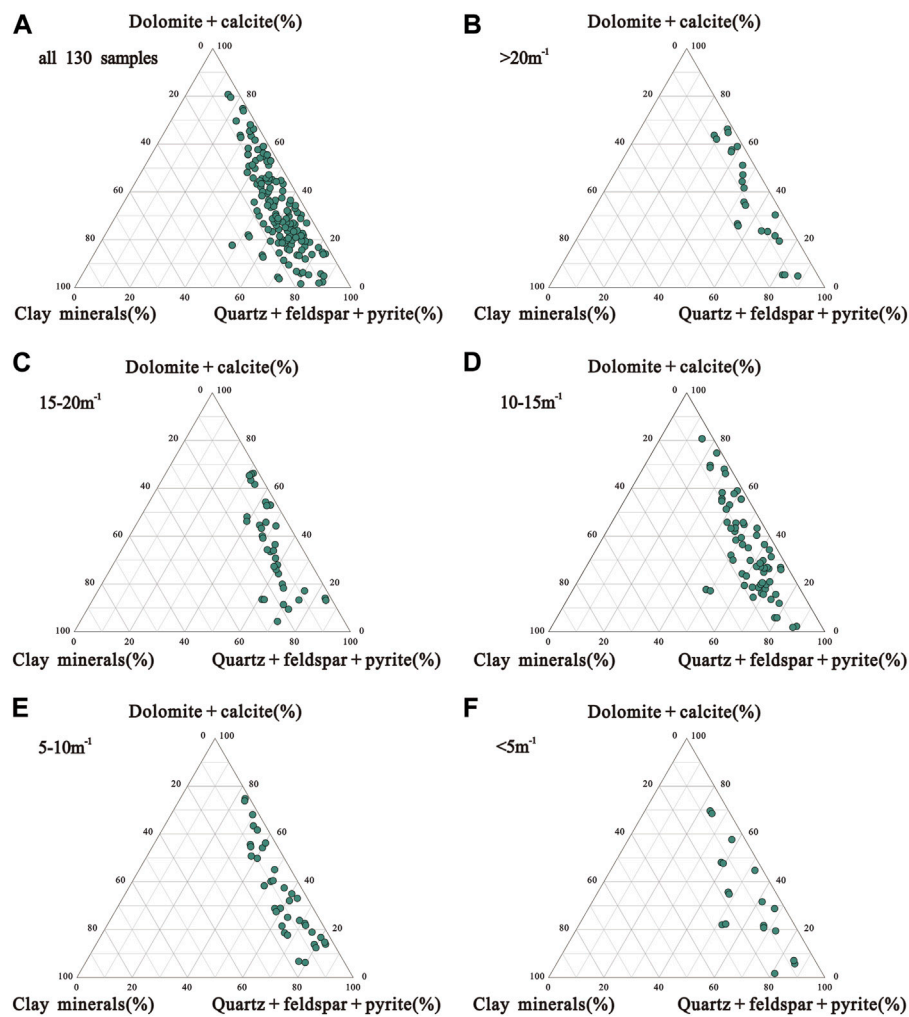 A
Dolomite + calcite(%)
0 100
all 130 samples
20 80
40 60
60 40
80 20
100 0
0 20 40 60 80 100
Clay minerals(%) Quartz + feldspar + pyrite(%)
B
Dolomite + calcite(%)
0 100
>20m⁻¹
20 80
40 60
60 40
80 20
100 0
0 20 40 60 80 100
Clay minerals(%) Quartz + feldspar + pyrite(%)
C
Dolomite + calcite(%)
0 100
15-20m⁻¹
20 80
40 60
60 40
80 20
100 0
0 20 40 60 80 100
Clay minerals(%) Quartz + feldspar + pyrite(%)
D
Dolomite + calcite(%)
0 100
10-15m⁻¹
20 80
40 60
60 40
80 20
100 0
0 20 40 60 80 100
Clay minerals(%) Quartz + feldspar + pyrite(%)
E
Dolomite + calcite(%)
0 100
5-10m⁻¹
20 80
40 60
60 40
80 20
100 0
0 20 40 60 80 100
Clay minerals(%) Quartz + feldspar + pyrite(%)
F
Dolomite + calcite(%)
0 100
<5m⁻¹
20 80
40 60
60 40
80 20
100 0
0 20 40 60 80 100
Clay minerals(%) Quartz + feldspar + pyrite(%)